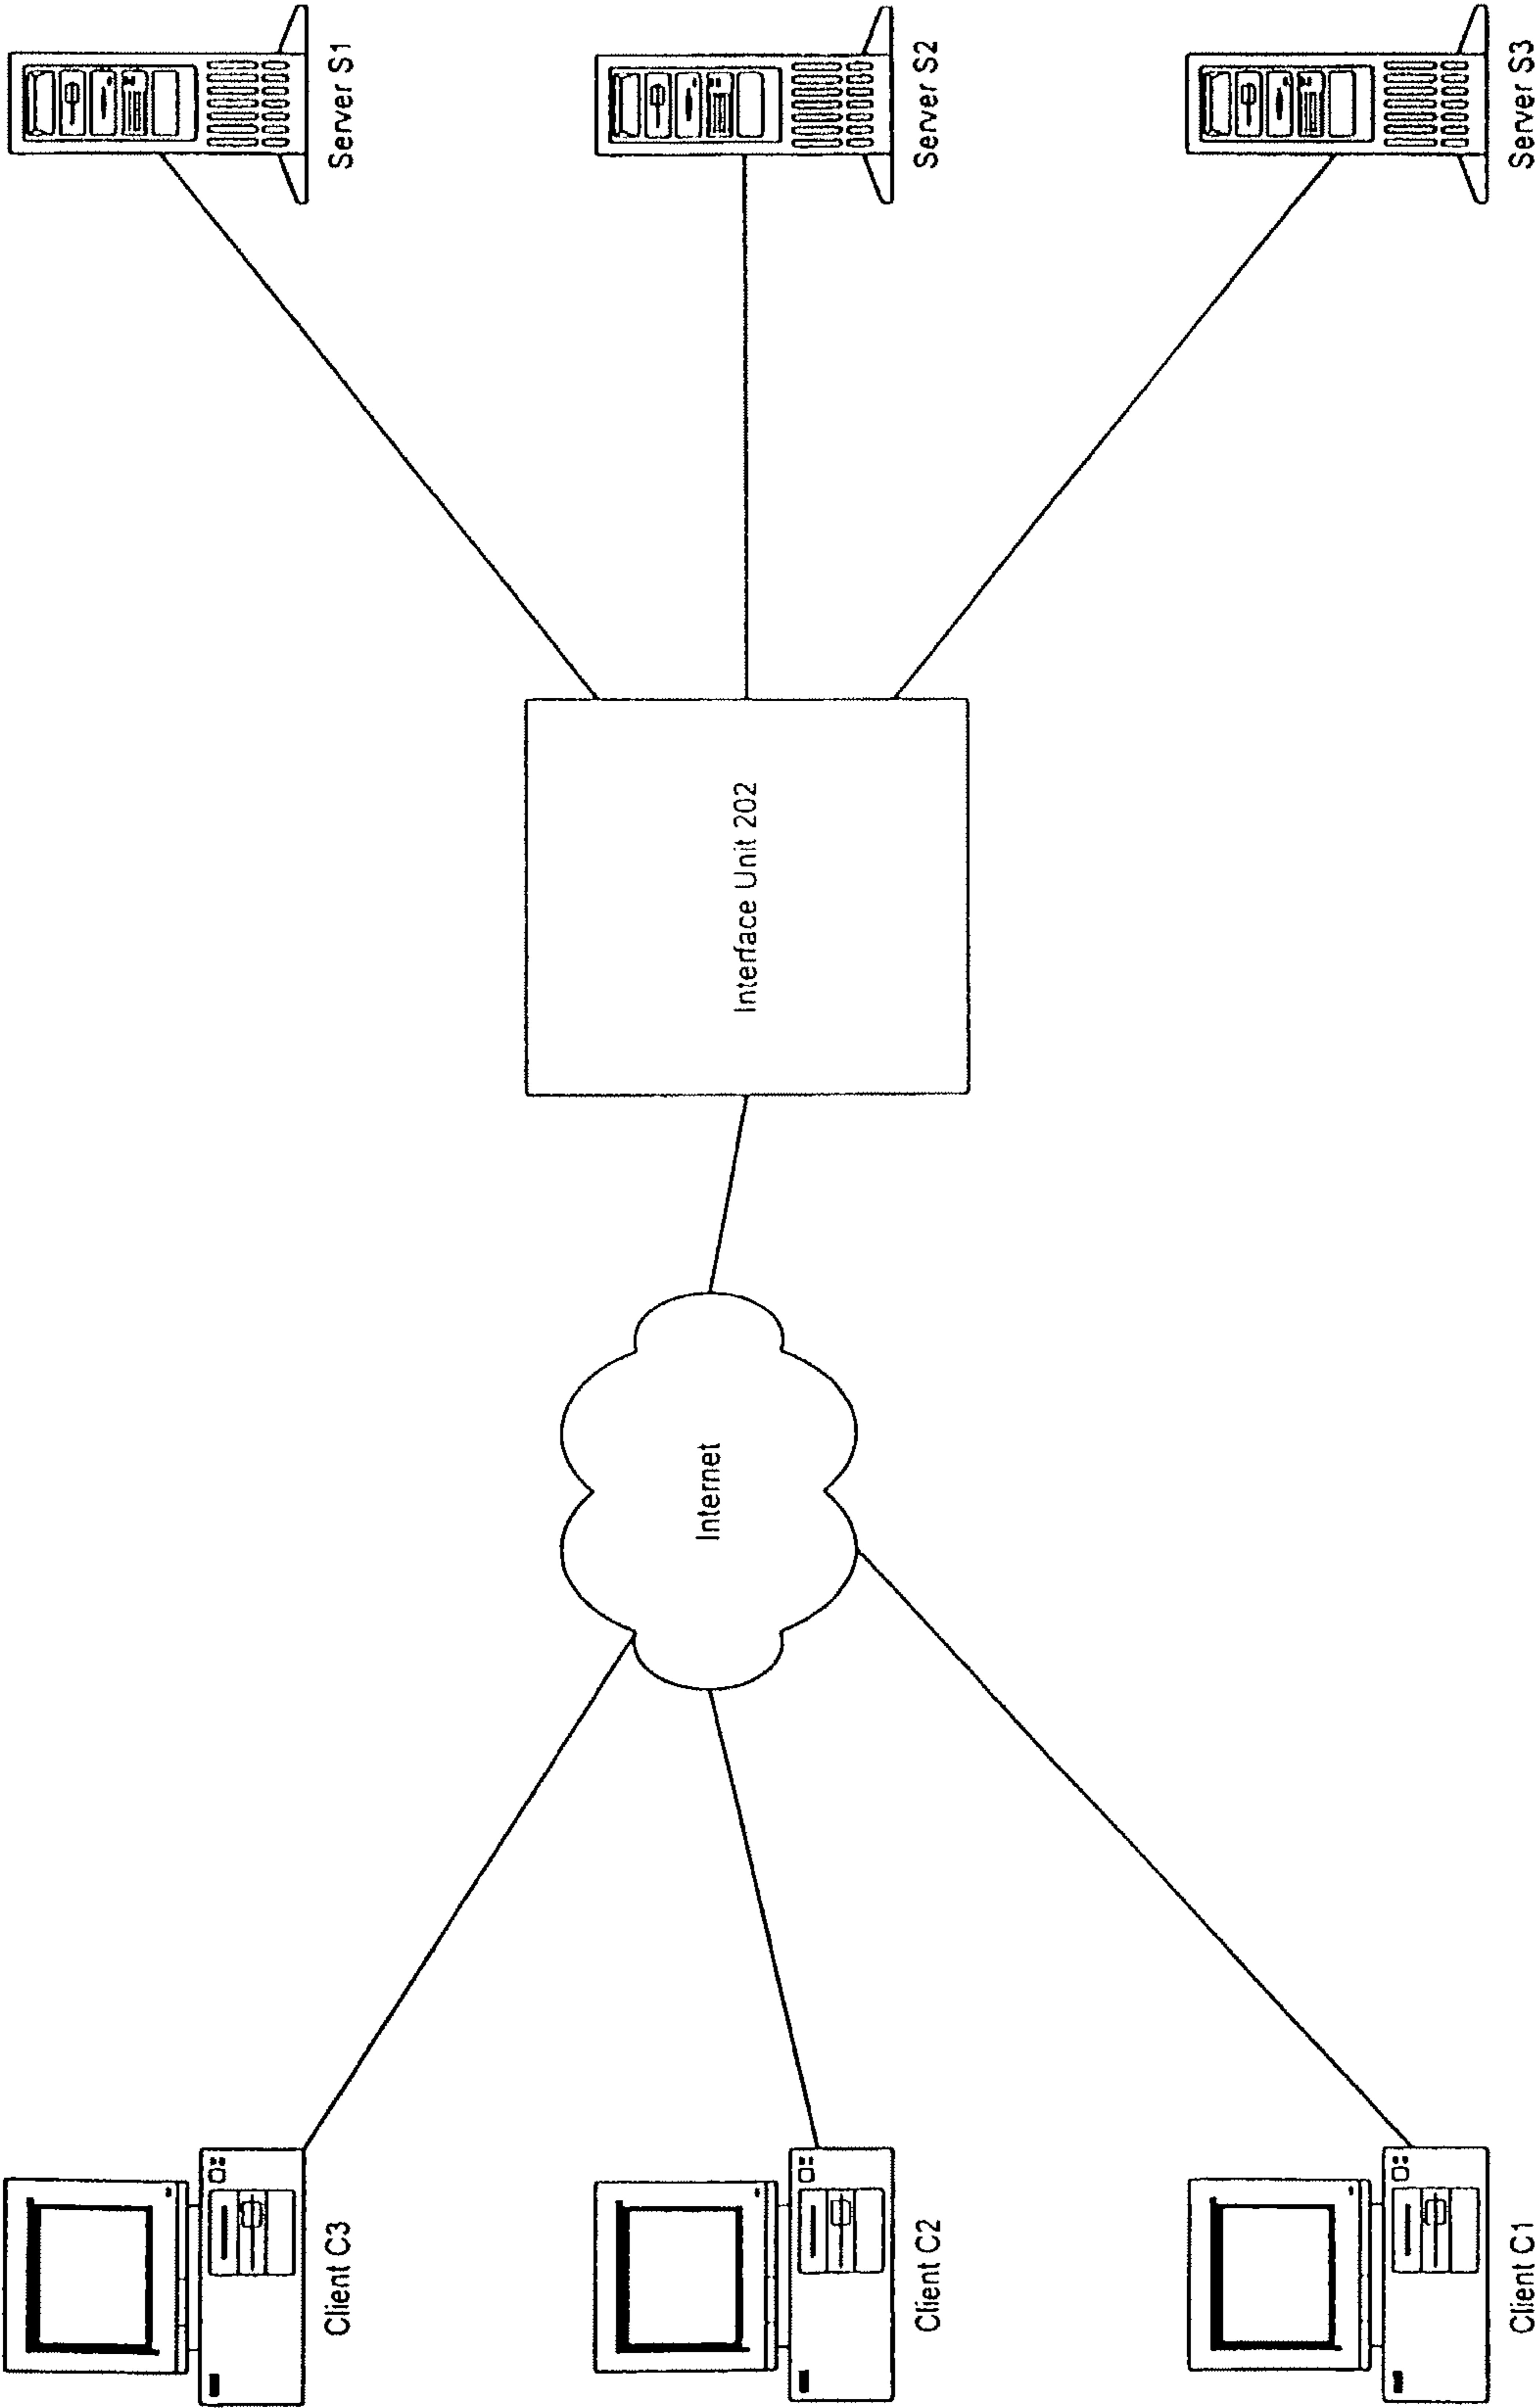 Server S1
Server S2
Server S3
Interface Unit 202
Internet
Client C3
Client C2
Client C1